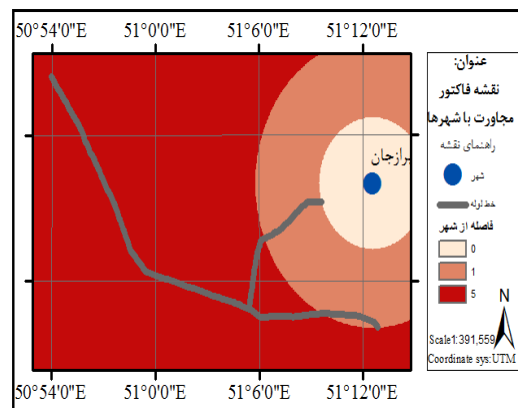 50°54'0"E 51°0'0"E 51°6'0"E 51°12'0"E
برازجان
عنوان:
نقشه فاکتور
مجاورت با شهرها
راهنمای نقشه
شهر
خط لوله
فاصله از شهر
0
1
5
N
Scale1:391,559
Coordinate sys:UTM
50°54'0"E 51°0'0"E 51°6'0"E 51°12'0"E